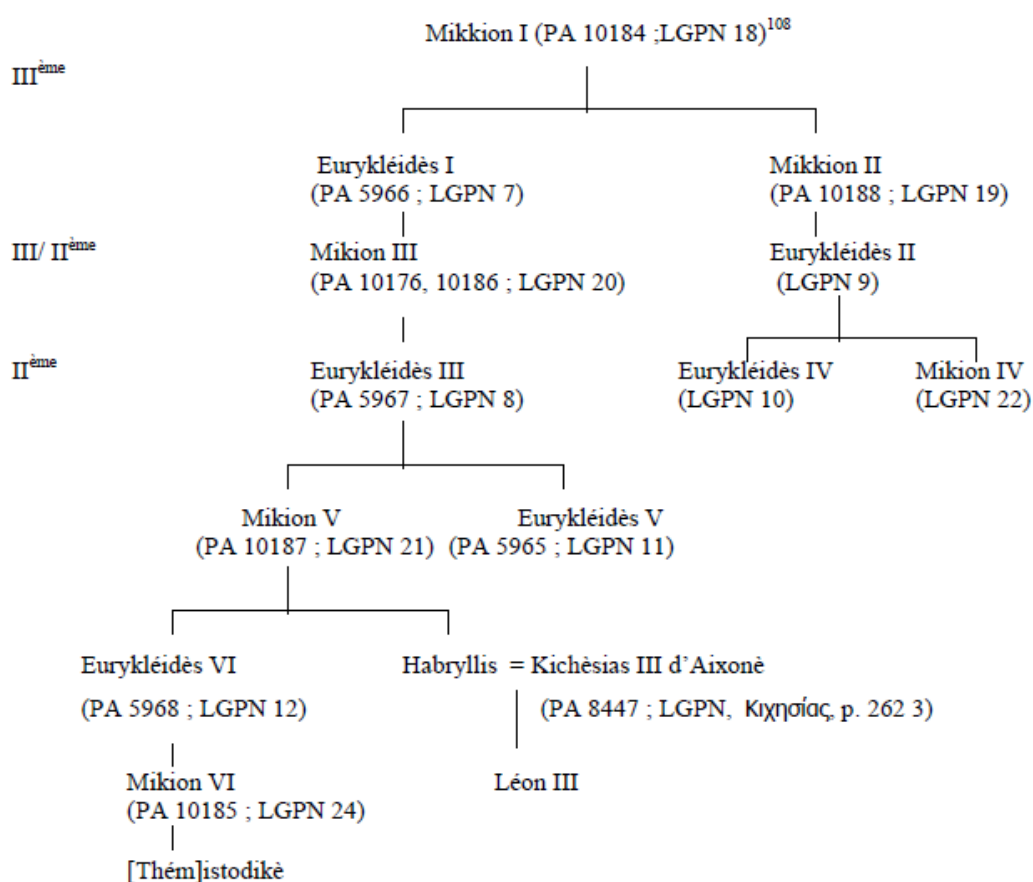 Mikkion I (PA 10184 ;LGPN 18)108
IIIème
Eurykléidès I
(PA 5966 ; LGPN 7)
Mikkion II
(PA 10188 ; LGPN 19)
III/ IIème
Mikion III
(PA 10176, 10186 ; LGPN 20)
Eurykléidès II
(LGPN 9)
IIème
Eurykléidès III
(PA 5967 ; LGPN 8)
Eurykléidès IV
(LGPN 10)
Mikion IV
(LGPN 22)
Mikion V
(PA 10187 ; LGPN 21)
Eurykléidès V
(PA 5965 ; LGPN 11)
Eurykléidès VI
(PA 5968 ; LGPN 12)
Habryllis = Kichèsias III d’Aixonè
(PA 8447 ; LGPN, Κιχησίας, p. 262 3)
Mikion VI
(PA 10185 ; LGPN 24)
Léon III
[Thém]istodikè